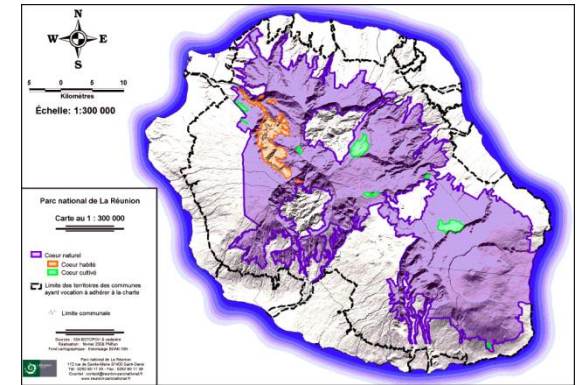 N
W E
S
5 0 5 10
Kilomètres
Échelle: 1:300 000
Parc national de La Réunion
Carte au 1 : 300 000
Coeur naturel
Coeur habité
Coeur cultivé
Limite des territoires des communes
ayant vocation à adhérer à la charte
Limite communale
Parc national de La Réunion